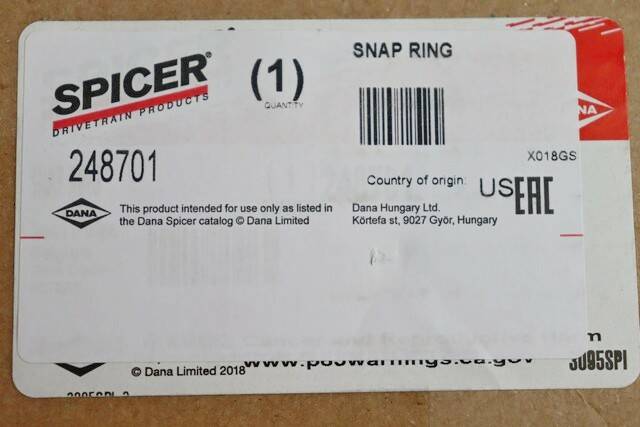 SPICER®
DRIVETRAIN PRODUCTS
(1)
QUANTITY
SNAP RING
248701
X018GS
Country of origin: US
EAC
DANA
This product intended for use only as listed in
the Dana Spicer catalog © Dana Limited
Dana Hungary Ltd.
Körtefa st, 9027 Györ, Hungary
NA
m
www.p65warnings.ca.gov
3095SPI
© Dana Limited 2018